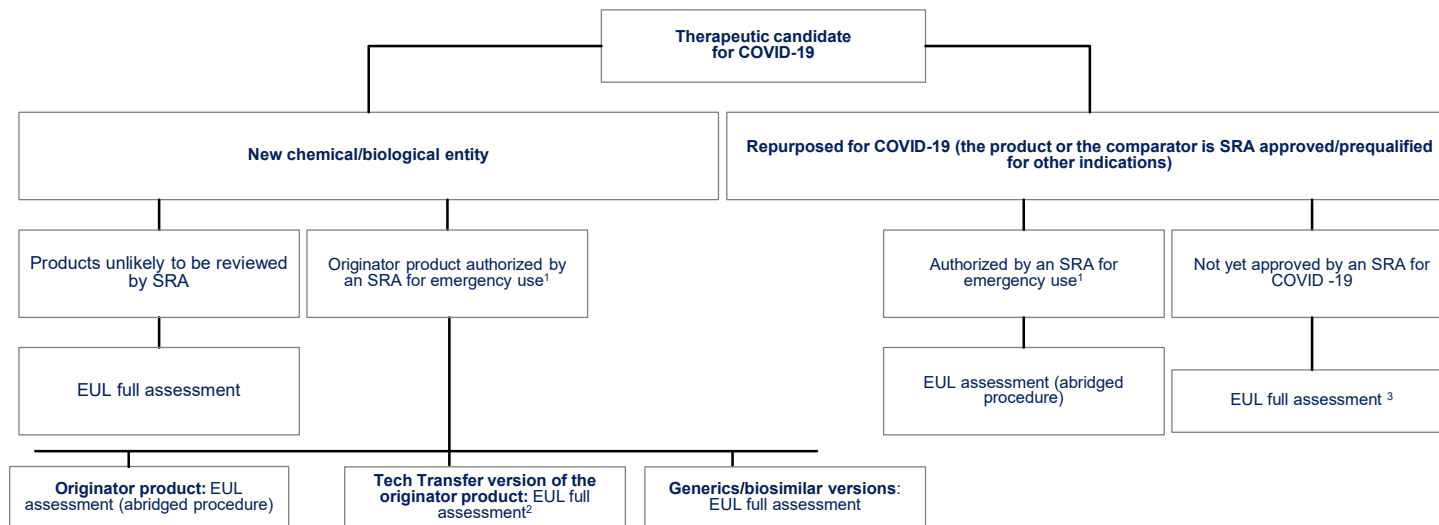 Therapeutic candidate
for COVID-19
New chemical/biological entity
Repurposed for COVID-19 (the product or the comparator is SRA approved/prequalified
for other indications)
Products unlikely to be reviewed
by SRA
Originator product authorized by
an SRA for emergency use¹
Authorized by an SRA for
emergency use¹
Not yet approved by an SRA for
COVID -19
EUL full assessment
EUL assessment (abridged
procedure)
EUL full assessment ³
Originator product: EUL
assessment (abridged procedure)
Tech Transfer version of the
originator product: EUL full
assessment²
Generics/biosimilar versions:
EUL full assessment